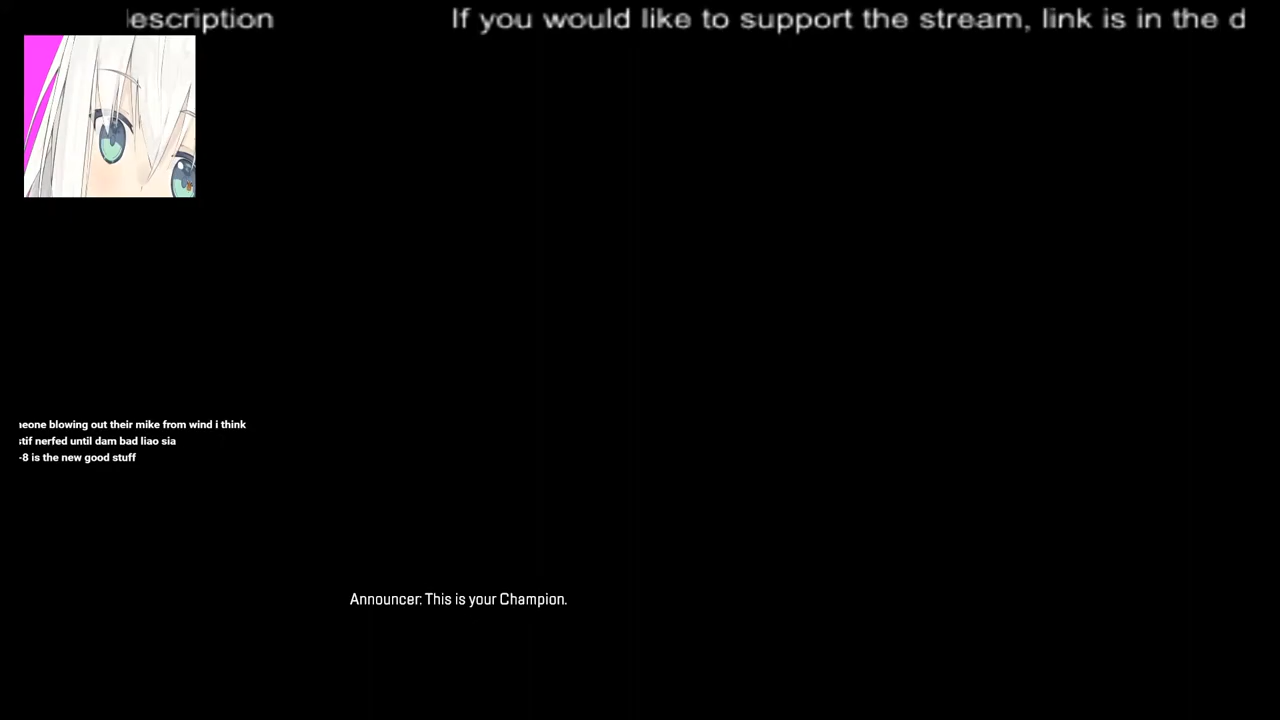 escription If you would like to support the stream, link is in the d
eone blowing out their mike from wind i think
tif nerfed until dam bad liao sia
-8 is the new good stuff
Announcer: This is your Champion.